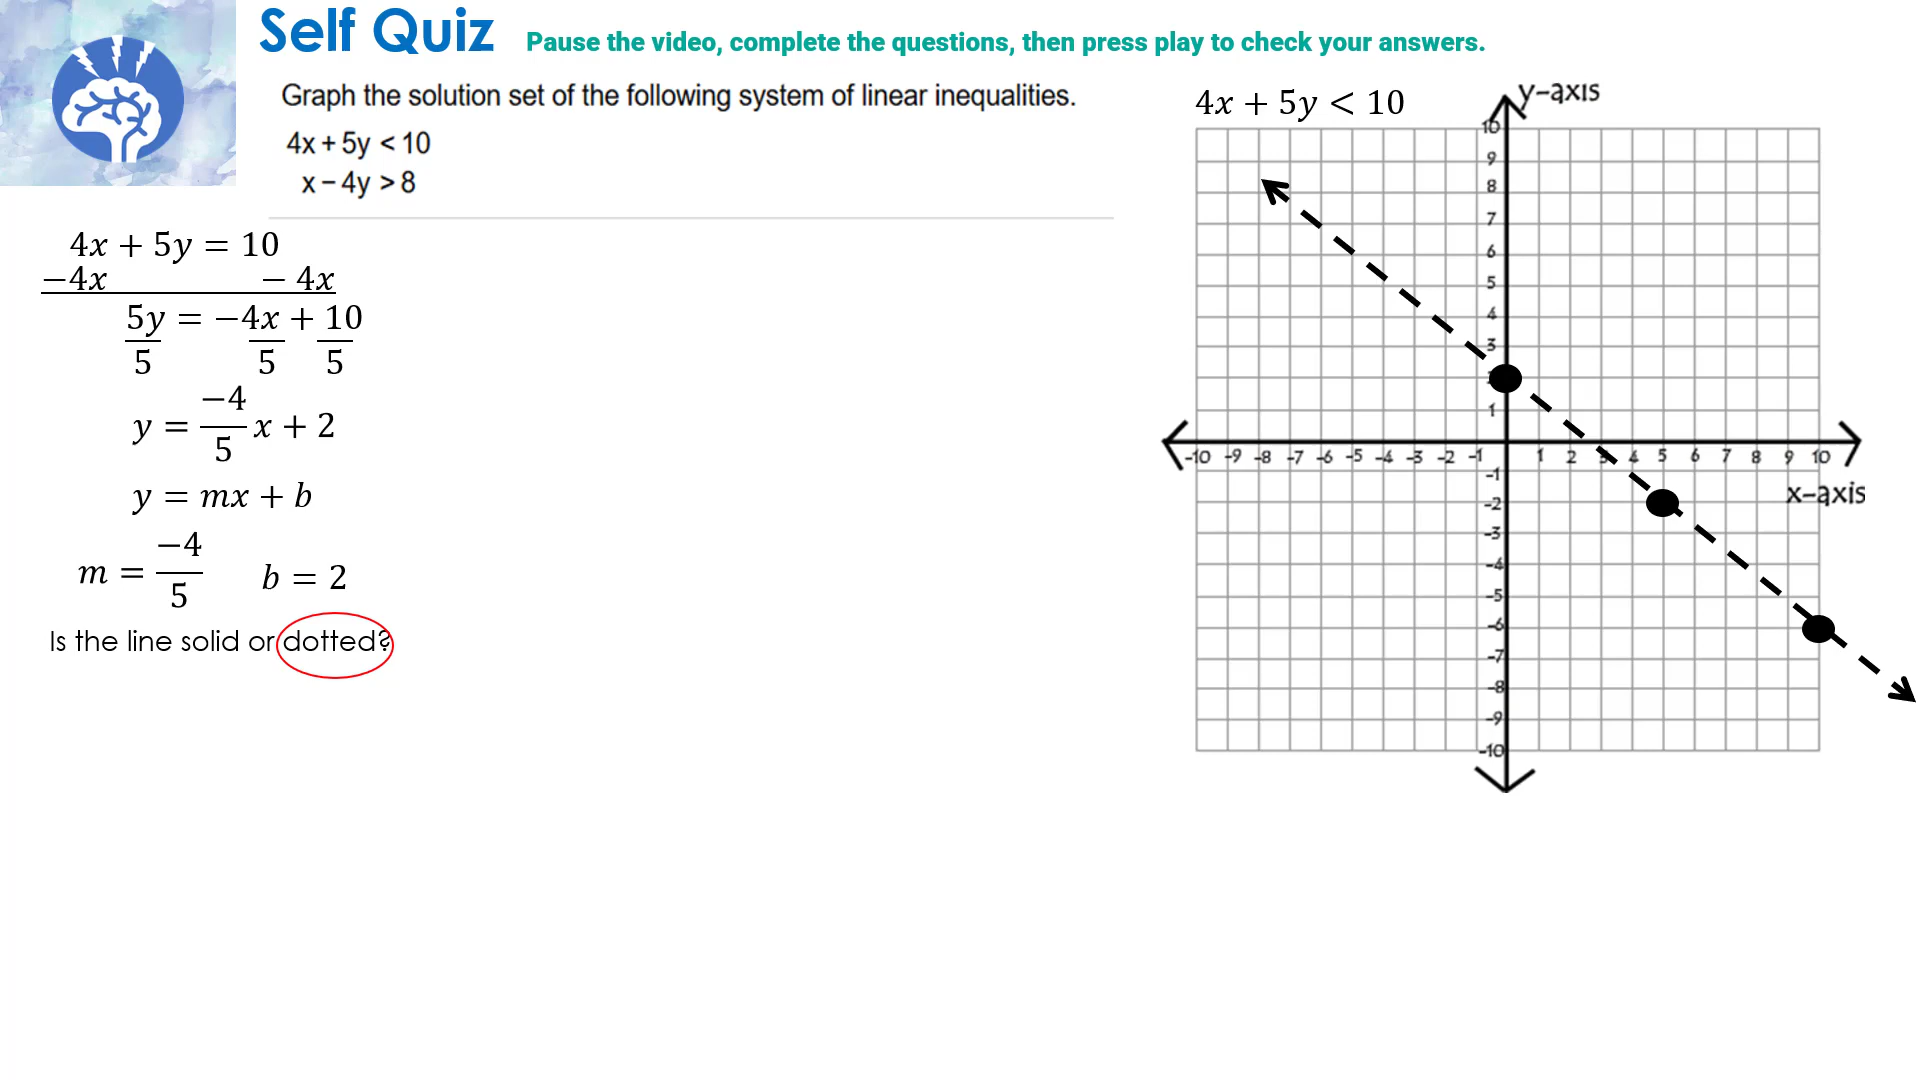 Self Quiz Pause the video, complete the questions, then press play to check your answers.
Graph the solution set of the following system of linear inequalities.
4x + 5y < 10
x − 4y > 8
4x + 5y = 10
−4x − 4x
5y = −4x + 10
5 5 5
y = −4/5 x + 2
y = mx + b
m = −4/5 b = 2
Is the line solid or dotted?
4x + 5y < 10
y-axis
10
9
8
7
6
5
4
3
1
-10 -9 -8 -7 -6 -5 -4 -3 -2 -1 1 2 3 4 5 6 7 8 9 10
x-axis
-1
-2
-3
-4
-5
-6
-7
-8
-9
-10